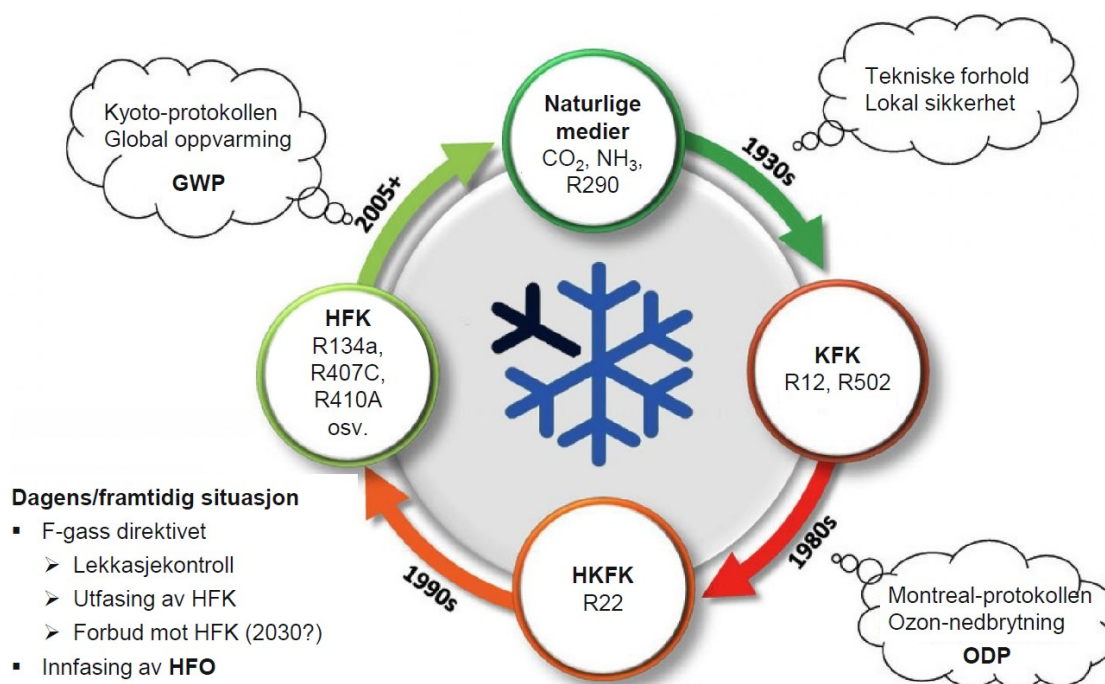 Kyoto-protokollen
Global oppvarming
GWP
Naturlige
medier
CO₂, NH₃,
R290
Tekniske forhold
Lokal sikkerhet
1930s
2005+
HFK
R134a,
R407C,
R410A
osv.
KFK
R12, R502
1980s
1990s
HKFK
R22
Montreal-protokollen
Ozon-nedbrytning
ODP
Dagens/framtidig situasjon
▪ F-gass direktivet
➢ Lekkasjekontroll
➢ Utfasing av HFK
➢ Forbud mot HFK (2030?)
▪ Innfasing av HFO